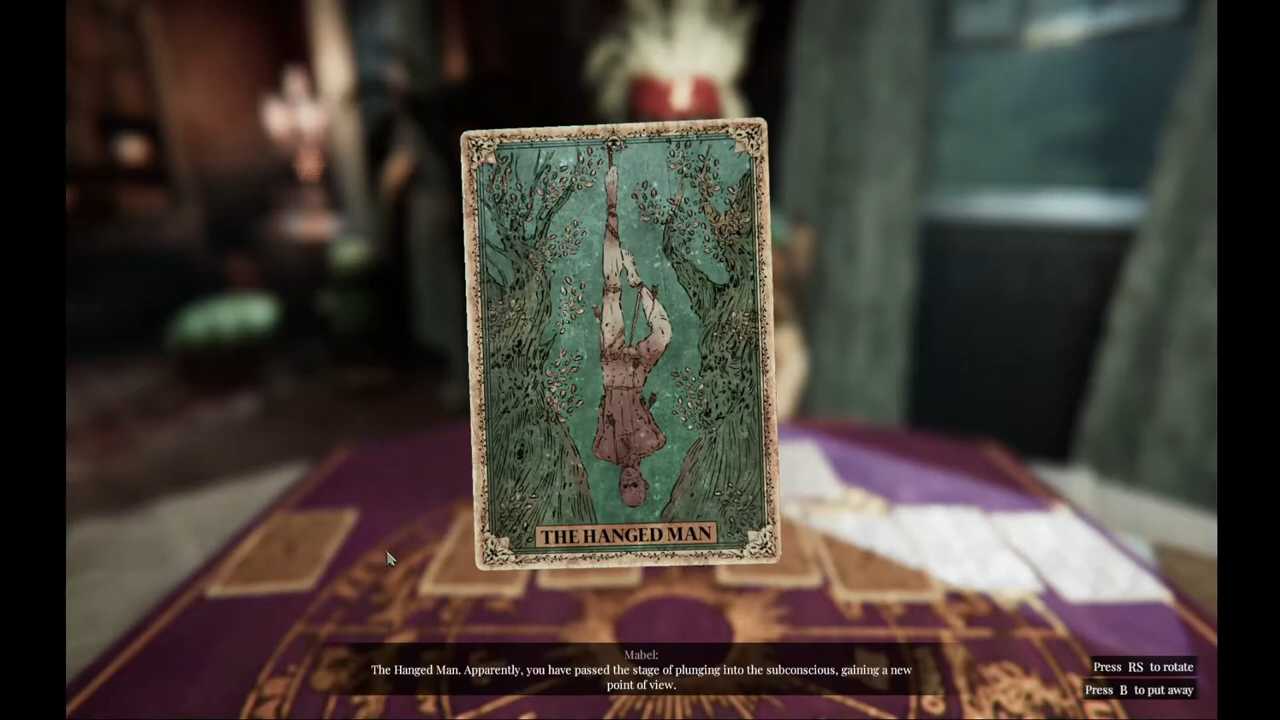 THE HANGED MAN
Mabel:
The Hanged Man. Apparently, you have passed the stage of plunging into the subconscious, gaining a new
point of view.
Press RS to rotate
Press B to put away